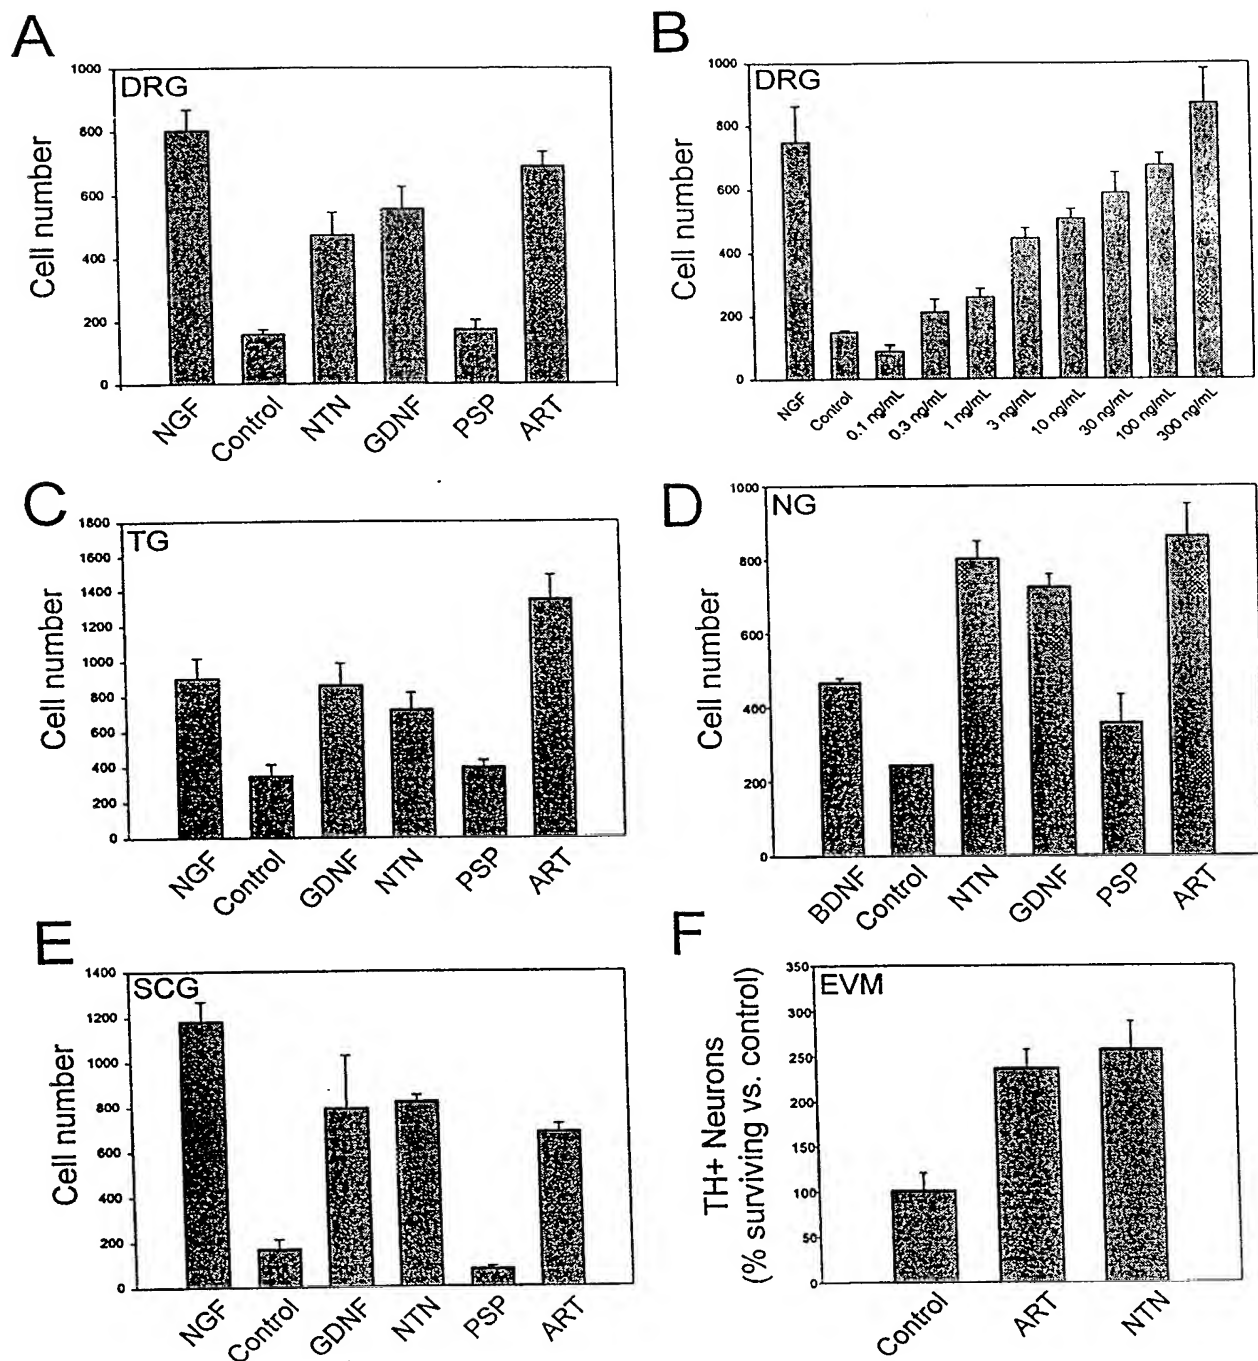 A
DRG
Cell number
1000
800
600
400
200
0
NGF
Control
NTN
GDNF
PSP
ART
B
DRG
Cell number
1000
800
600
400
200
0
NGF
Control
0.1 ng/mL
0.3 ng/mL
1 ng/mL
3 ng/mL
10 ng/mL
30 ng/mL
100 ng/mL
300 ng/mL
C
TG
Cell number
1800
1600
1400
1200
1000
800
600
400
200
0
NGF
Control
GDNF
NTN
PSP
ART
D
NG
Cell number
1000
800
600
400
200
0
BDNF
Control
NTN
GDNF
PSP
ART
E
SCG
Cell number
1400
1200
1000
800
600
400
200
0
NGF
Control
GDNF
NTN
PSP
ART
F
EVM
TH+ Neurons
(% surviving vs. control)
350
300
250
200
150
100
50
0
Control
ART
NTN